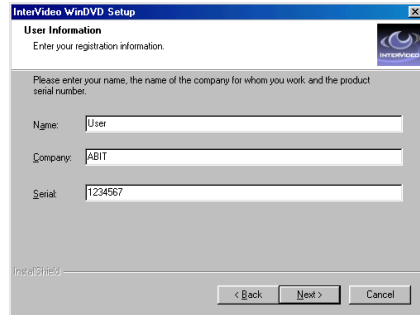 InterVideo WinDVD Setup
User Information
Enter your registration information.
INTERVIDEO
Please enter your name, the name of the company for whom you work and the product
serial number.
Name: User
Company: ABIT
Serial: 1234567
InstallShield
< Back Next > Cancel